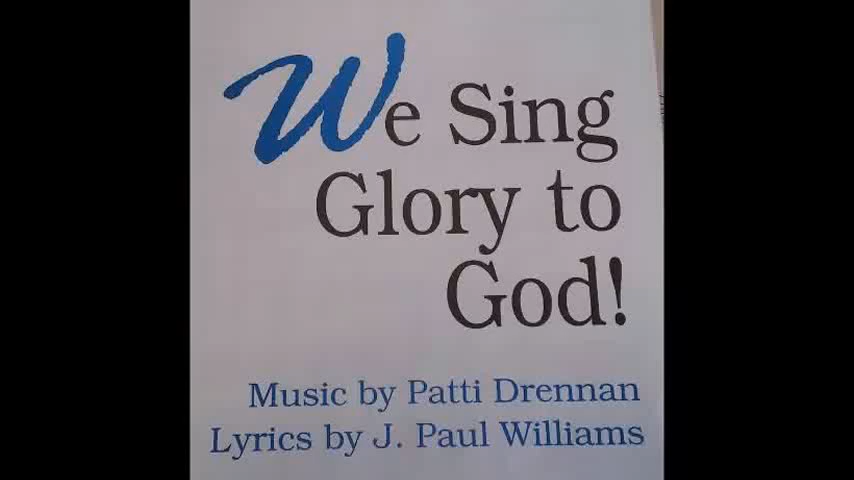 We Sing
Glory to
God!
Music by Patti Drennan
Lyrics by J. Paul Williams